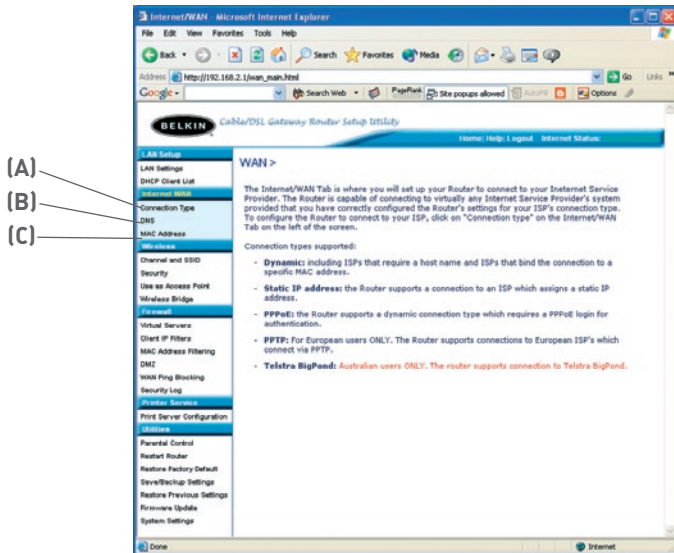 Internet/WAN - Microsoft Internet Explorer
File Edit View Favorites Tools Help
Back Search Favorites Media
Address http://192.168.2.1/wan_main.html Go Links »
Google Search Web PageRank Site popups allowed AutoFill Options
BELKIN Cable/DSL Gateway Router Setup Utility
Home| Help| Logout Internet Status:
LAN Setup
LAN Settings
DHCP Client List
Internet WAN
(A) Connection Type
(B) DNS
(C) MAC Address
Wireless
Channel and SSID
Security
Use as Access Point
Wireless Bridge
Firewall
Virtual Servers
Client IP Filters
MAC Address Filtering
DMZ
WAN Ping Blocking
Security Log
Printer Service
Print Server Configuration
Utilities
Parental Control
Restart Router
Restore Factory Default
Save/Backup Settings
Restore Previous Settings
Firmware Update
System Settings
WAN >
The Internet/WAN Tab is where you will set up your Router to connect to your Internet Service
Provider. The Router is capable of connecting to virtually any Internet Service Provider's system
provided that you have correctly configured the Router's settings for your ISP's connection type.
To configure the Router to connect to your ISP, click on "Connection type" on the Internet/WAN
Tab on the left of the screen.
Connection types supported:
- Dynamic: including ISPs that require a host name and ISPs that bind the connection to a
specific MAC address.
- Static IP address: the Router supports a connection to an ISP which assigns a static IP
address.
- PPPoE: the Router supports a dynamic connection type which requires a PPPoE login for
authentication.
- PPTP: For European users ONLY. The Router supports connections to European ISP's which
connect via PPTP.
- Telstra BigPond: Australian users ONLY. The router supports connection to Telstra BigPond.
Done Internet